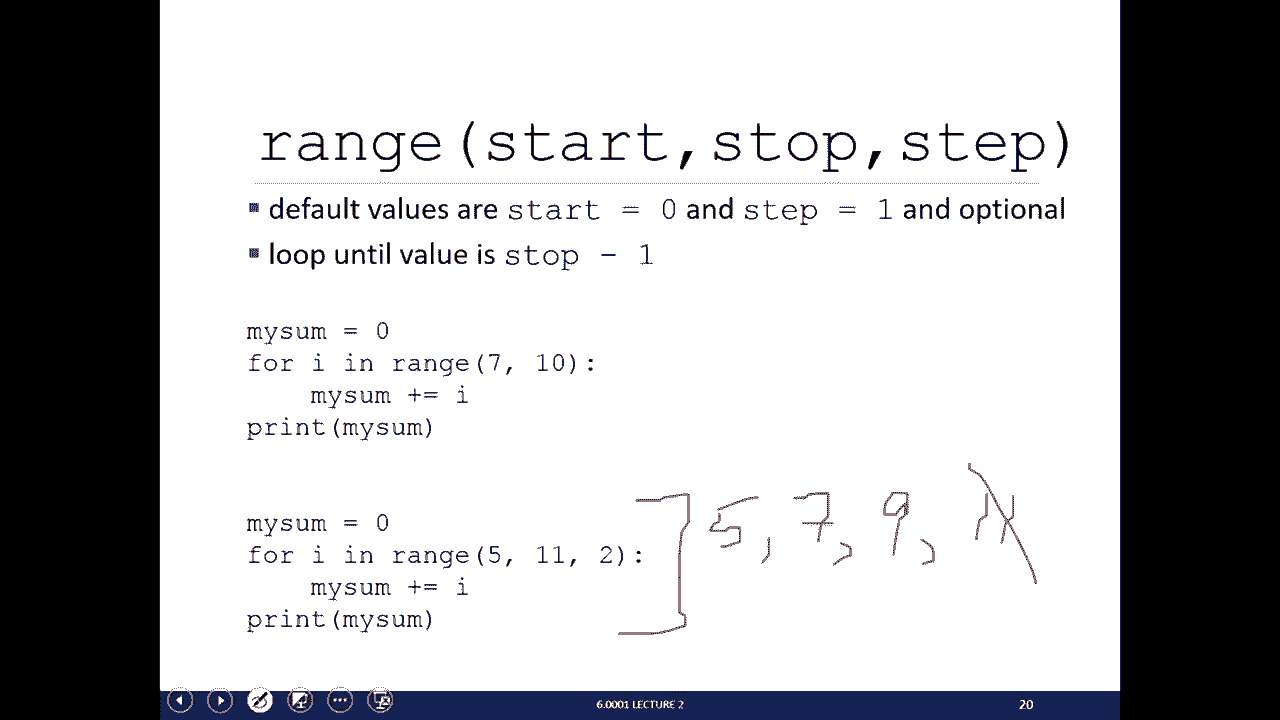 range(start,stop,step)
▪ default values are start = 0 and step = 1 and optional
▪ loop until value is stop - 1
mysum = 0
for i in range(7, 10):
    mysum += i
print(mysum)
mysum = 0
for i in range(5, 11, 2):
    mysum += i
print(mysum)
5, 7, 9, 11
6.0001 LECTURE 2
20